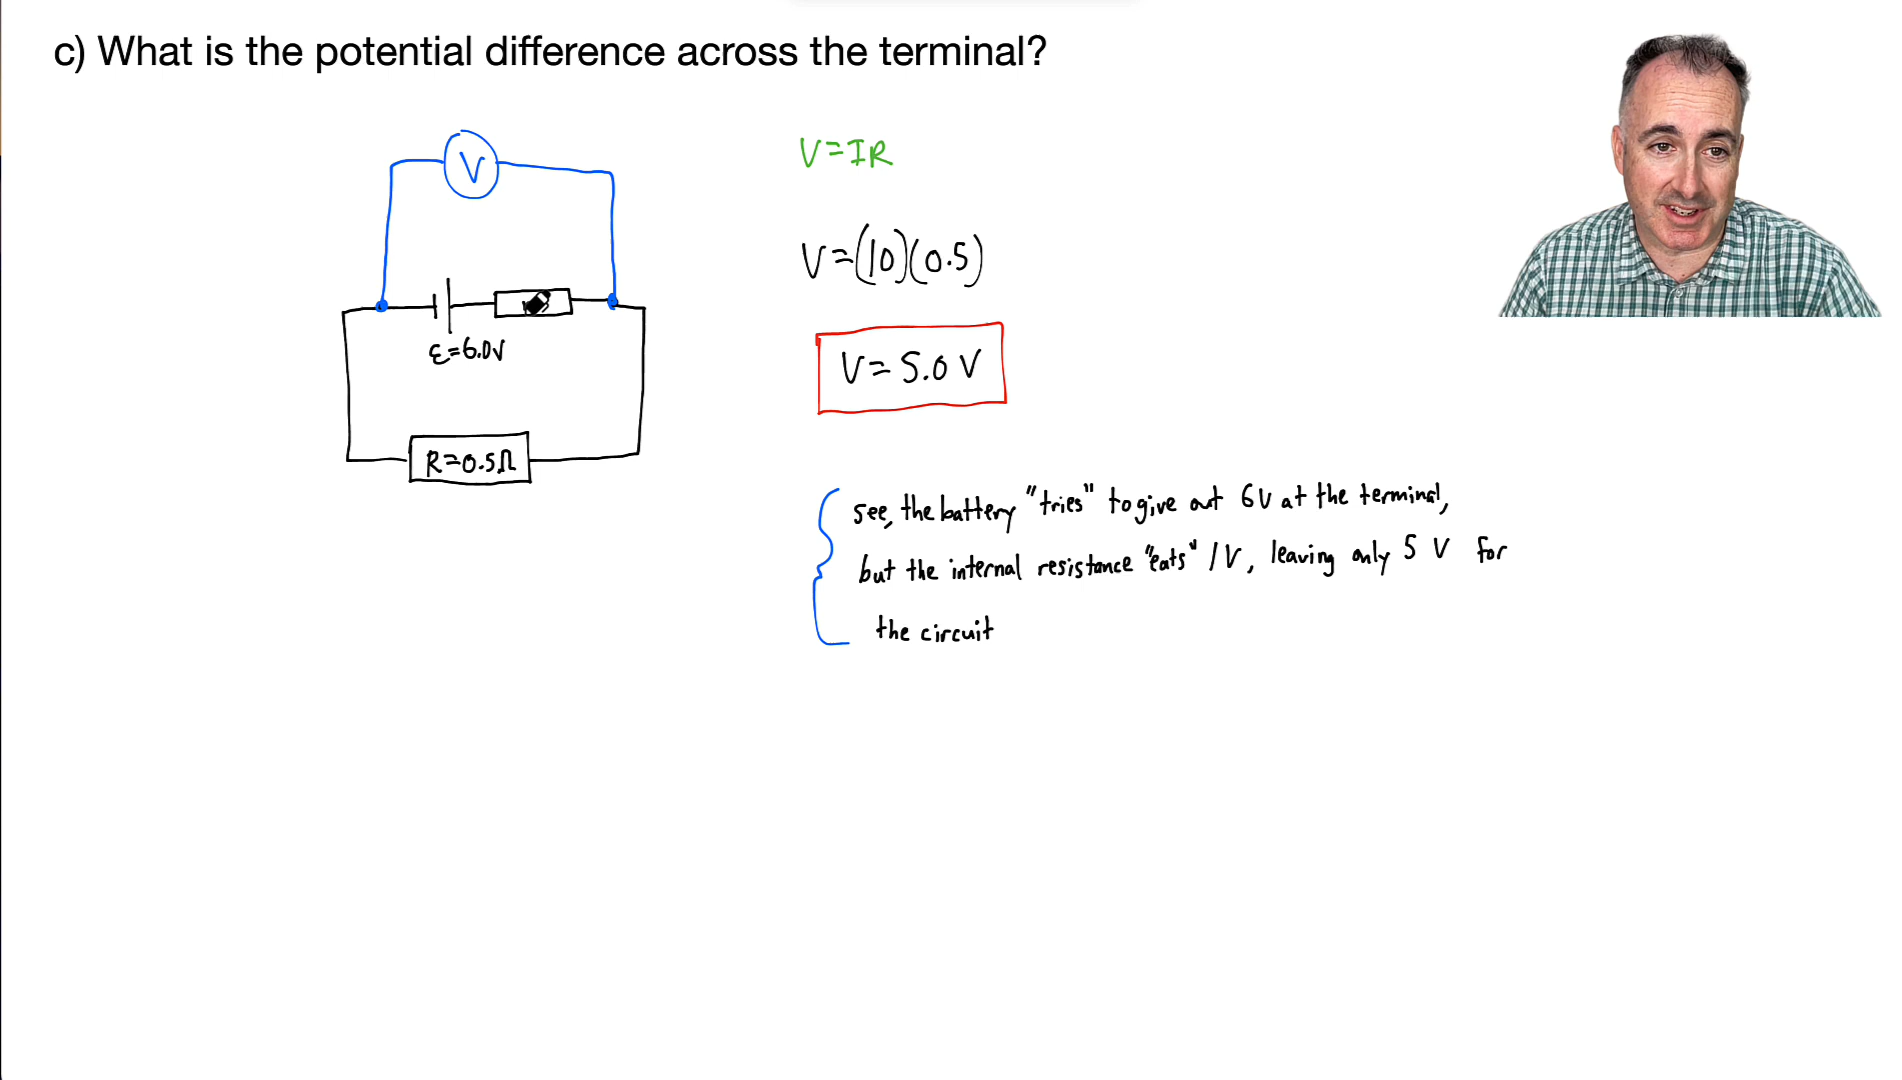 c) What is the potential difference across the terminal?
V
V=IR
V=(10)(0.5)
ε=6.0V
V= 5.0 V
R=0.5Ω
see, the battery "tries" to give out 6V at the terminal,
but the internal resistance "eats" 1V, leaving only 5 V for
the circuit